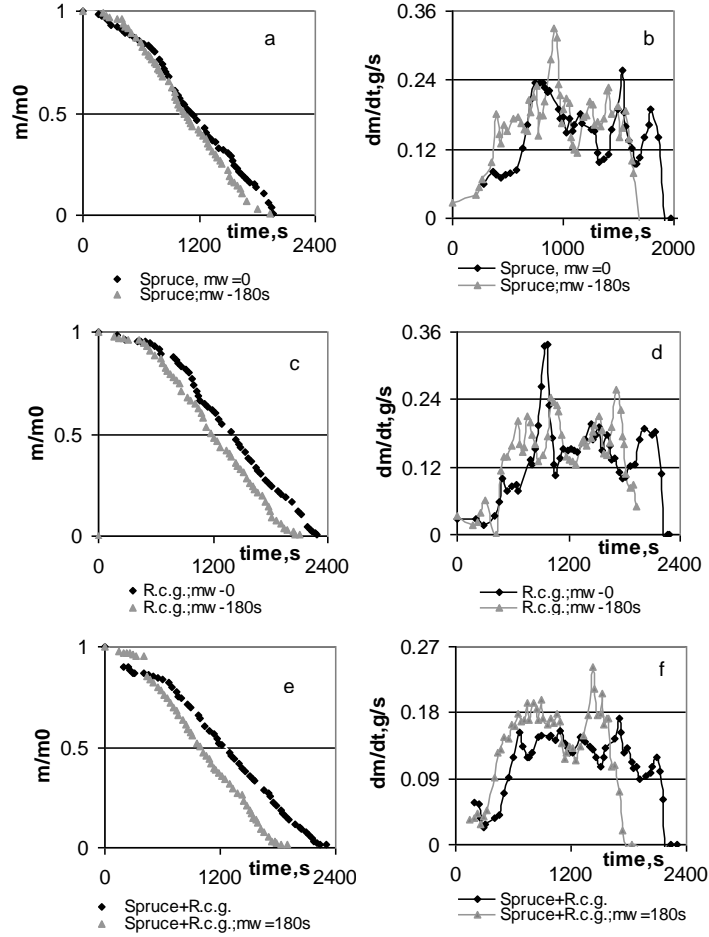 a
1
0.5
0
m/m0
0
1200
2400
time,s
Spruce, mw=0
Spruce;mw-180s
b
0.36
0.24
0.12
0
dm/dt,g/s
0
1000
2000
time,s
Spruce, mw=0
Spruce;mw-180s
c
1
0.5
0
m/m0
0
1200
2400
time,s
R.c.g.;mw-0
R.c.g.;mw-180s
d
0.36
0.24
0.12
0
dm/dt,g/s
0
1200
2400
time,s
R.c.g.;mw-0
R.c.g.;mw-180s
e
1
0.5
0
m/m0
0
1200
2400
time,s
Spruce+R.c.g.
Spruce+R.c.g.;mw=180s
f
0.27
0.18
0.09
0
dm/dt,g/s
0
1200
2400
time,s
Spruce+R.c.g.
Spruce+R.c.g.;mw=180s